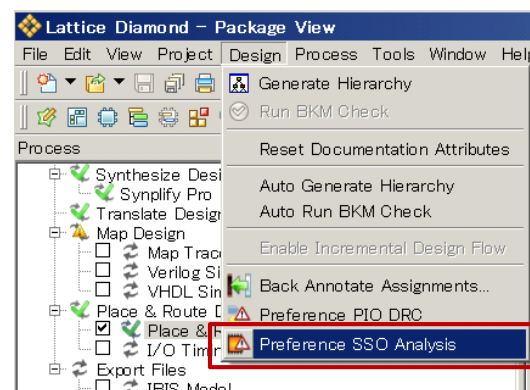 Lattice Diamond - Package View
File Edit View Project Design Process Tools Window Help
Generate Hierarchy
Run BKM Check
Process
Reset Documentation Attributes
Synthesize Desi
Synplify Pro
Auto Generate Hierarchy
Translate Design
Auto Run BKM Check
Map Design
Map Trac
Enable Incremental Design Flow
Verilog Si
VHDL Sim
Back Annotate Assignments...
Place & Route D
Preference PIO DRC
Place & R
Preference SSO Analysis
I/O Timin
Export Files
IBIS Model